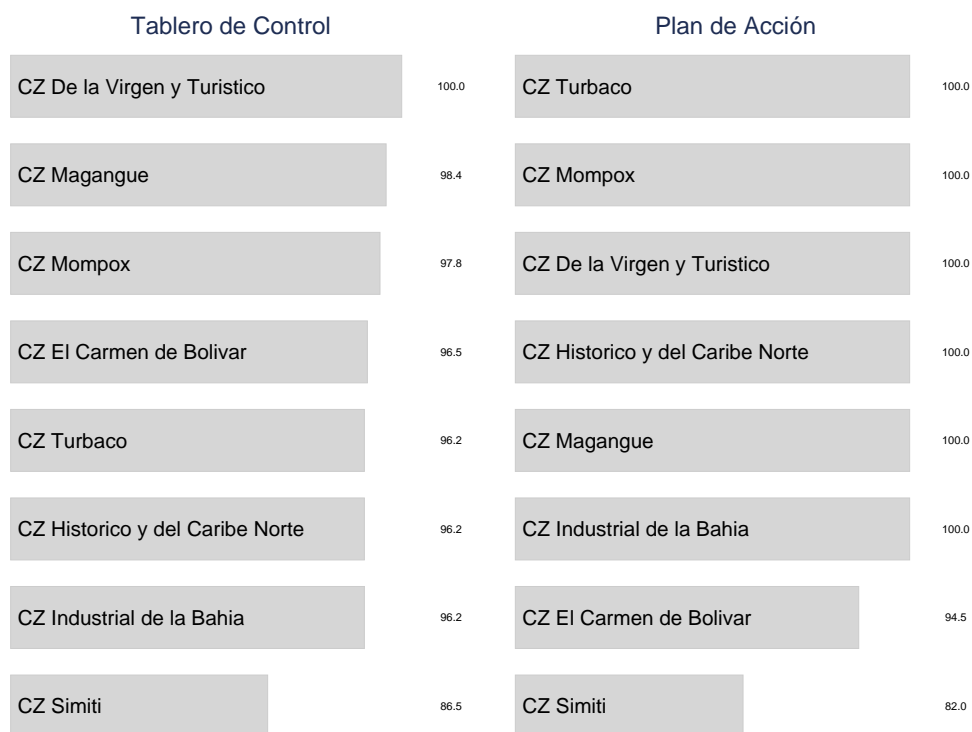 Tablero de Control
CZ De la Virgen y Turistico 100.0
CZ Magangue 98.4
CZ Mompox 97.8
CZ El Carmen de Bolivar 96.5
CZ Turbaco 96.2
CZ Historico y del Caribe Norte 96.2
CZ Industrial de la Bahia 96.2
CZ Simiti 86.5
Plan de Acción
CZ Turbaco 100.0
CZ Mompox 100.0
CZ De la Virgen y Turistico 100.0
CZ Historico y del Caribe Norte 100.0
CZ Magangue 100.0
CZ Industrial de la Bahia 100.0
CZ El Carmen de Bolivar 94.5
CZ Simiti 82.0